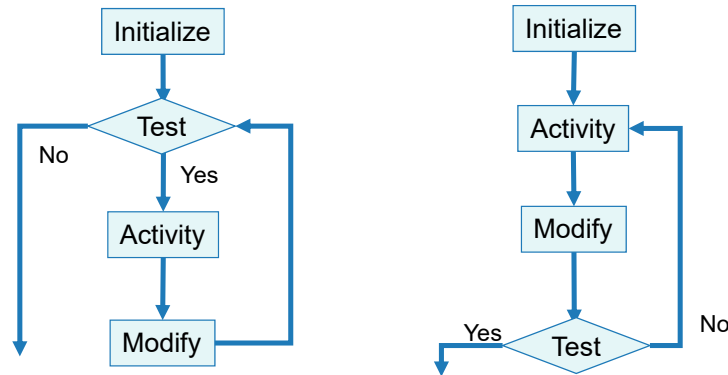 Initialize
Test
No
Yes
Activity
Modify
Initialize
Activity
Modify
Yes
Test
No